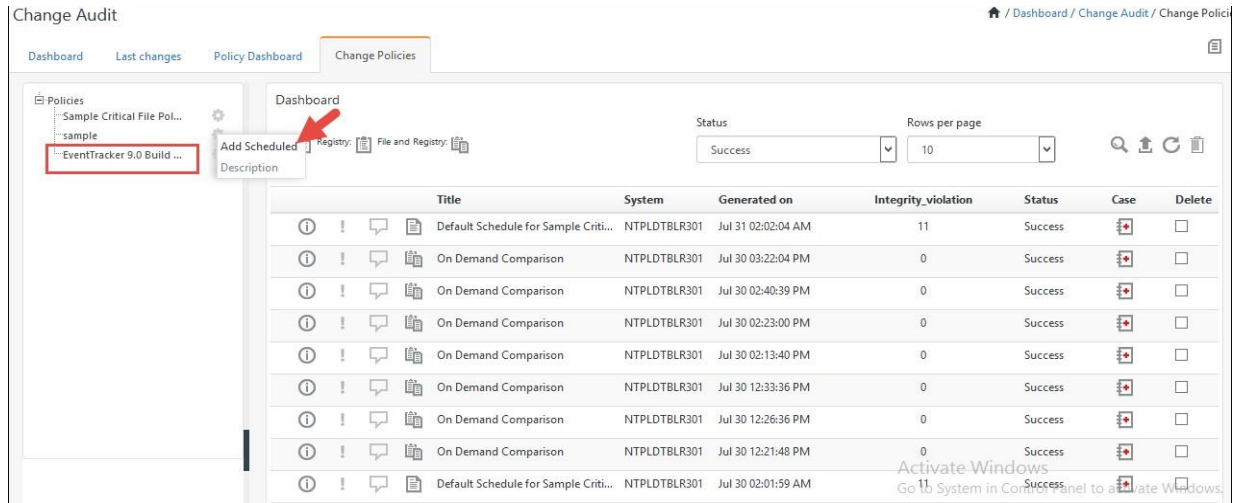 Change Audit
/ Dashboard / Change Audit / Change Polici
Dashboard Last changes Policy Dashboard Change Policies
Policies
Sample Critical File Pol...
sample
EventTracker 9.0 Build ...
Add Scheduled
Description
Dashboard
Registry: File and Registry:
Status
Success
Rows per page
10
Title System Generated on Integrity_violation Status Case Delete
Default Schedule for Sample Criti... NTPLDTBLR301 Jul 31 02:02:04 AM 11 Success
On Demand Comparison NTPLDTBLR301 Jul 30 03:22:04 PM 0 Success
On Demand Comparison NTPLDTBLR301 Jul 30 02:40:39 PM 0 Success
On Demand Comparison NTPLDTBLR301 Jul 30 02:23:00 PM 0 Success
On Demand Comparison NTPLDTBLR301 Jul 30 02:13:40 PM 0 Success
On Demand Comparison NTPLDTBLR301 Jul 30 12:33:36 PM 0 Success
On Demand Comparison NTPLDTBLR301 Jul 30 12:26:36 PM 0 Success
On Demand Comparison NTPLDTBLR301 Jul 30 12:21:48 PM 0 Success
Default Schedule for Sample Criti... NTPLDTBLR301 Jul 30 02:01:59 AM 11 Success
Activate Windows
Go to System in Control Panel to activate Windows.